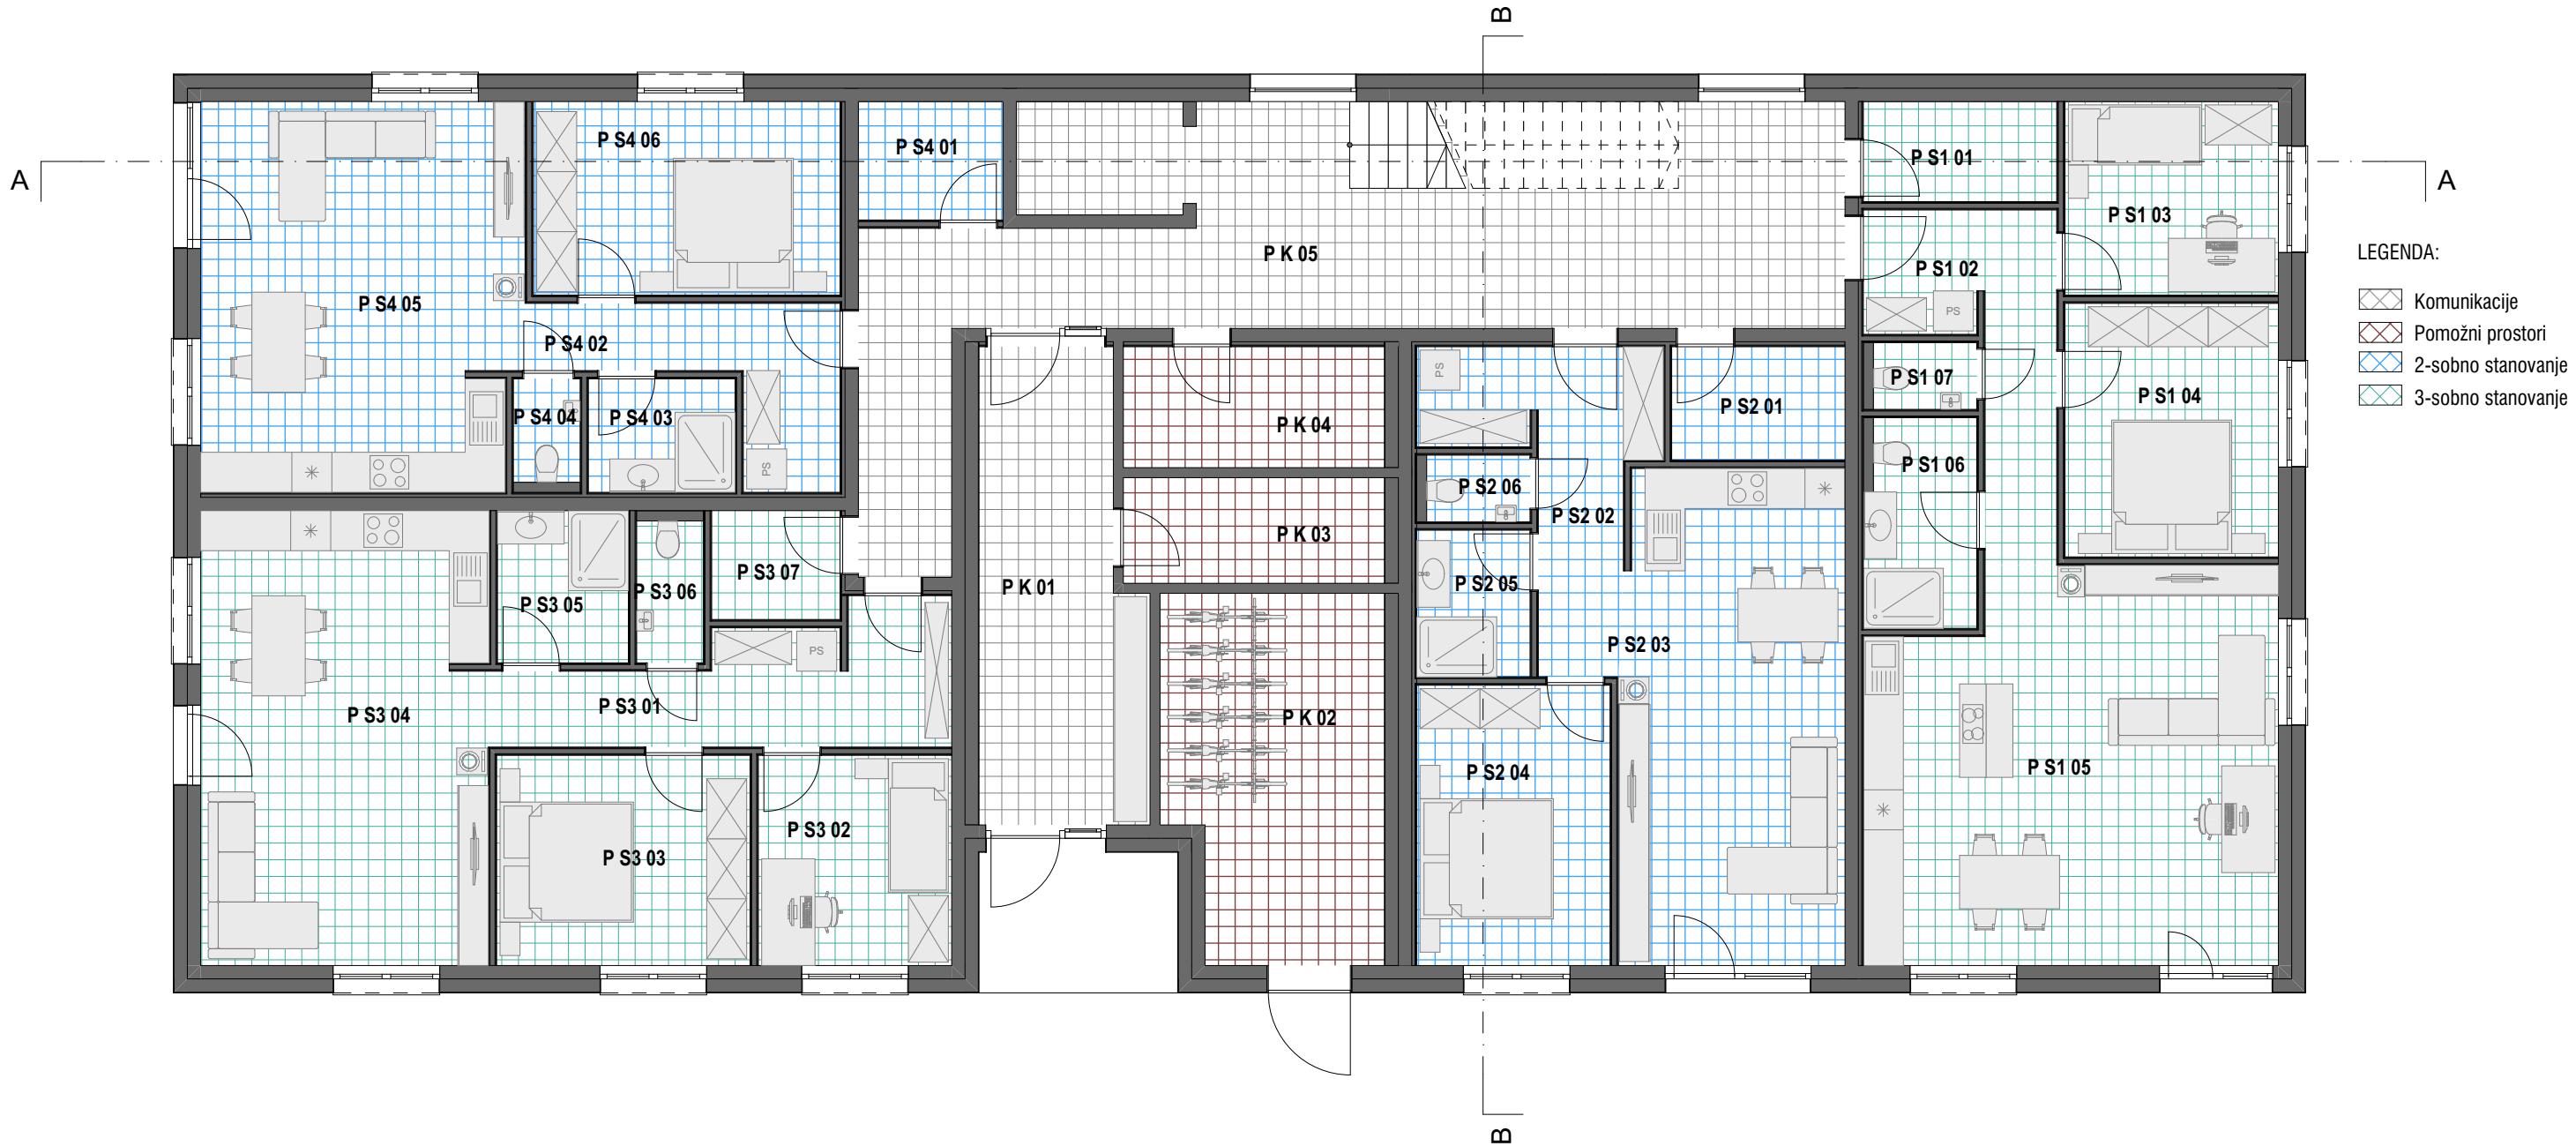 B
P S4 06
P S4 01
P S1 01
A
A
P S1 03
P K 05
LEGENDA:
P S1 02
P S4 05
PS
Komunikacije
Pomožni prostori
P S4 02
2-sobno stanovanje
PS
P S1 07
3-sobno stanovanje
P S1 04
P S2 01
P S4 04
P S4 03
P K 04
PS
P S1 06
P S2 06
P S2 02
P K 03
P S3 07
P S2 05
P S3 06
P K 01
P S3 05
P S2 03
PS
P S3 01
P S3 04
P K 02
P S1 05
P S2 04
P S3 02
P S3 03
B